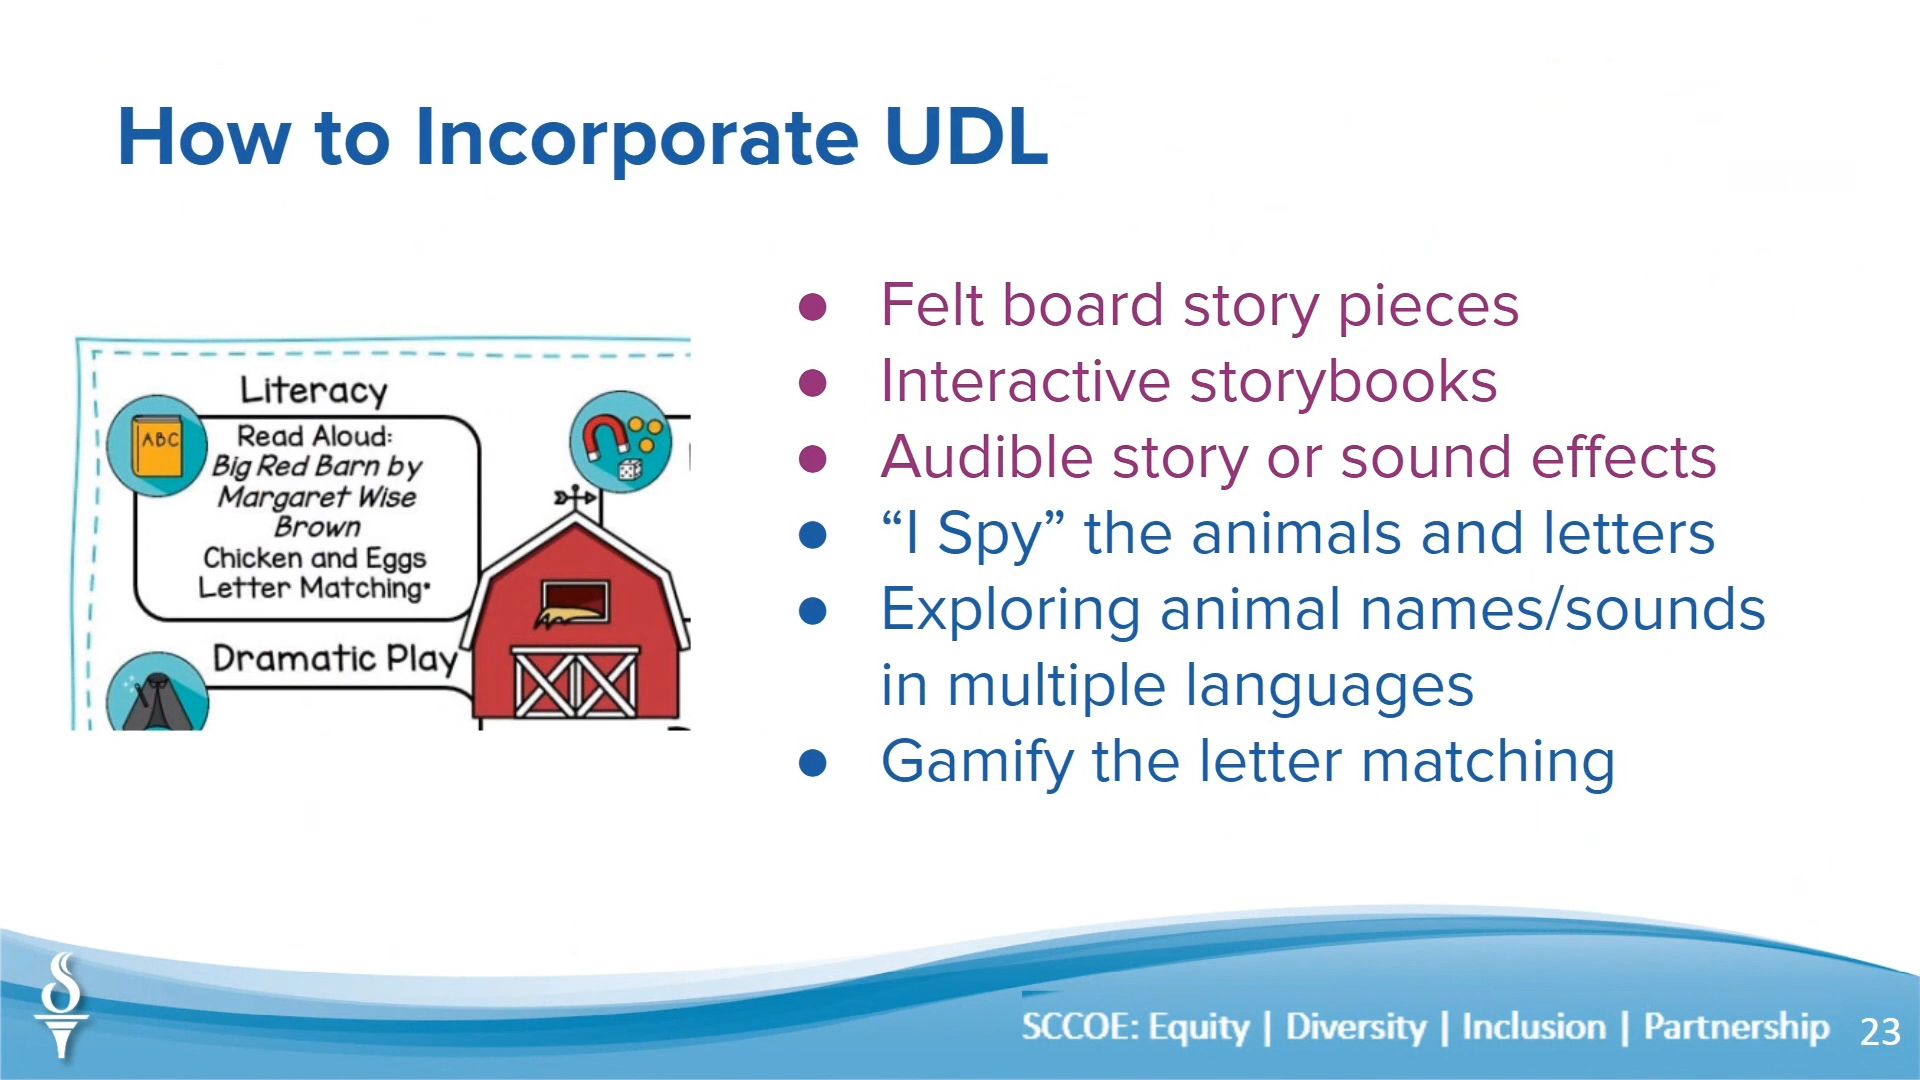 How to Incorporate UDL
Literacy
ABC
Read Aloud:
Big Red Barn by
Margaret Wise
Brown
Chicken and Eggs
Letter Matching*
Dramatic Play
● Felt board story pieces
● Interactive storybooks
● Audible story or sound effects
● “I Spy” the animals and letters
● Exploring animal names/sounds
in multiple languages
● Gamify the letter matching
SCCOE: Equity | Diversity | Inclusion | Partnership
23